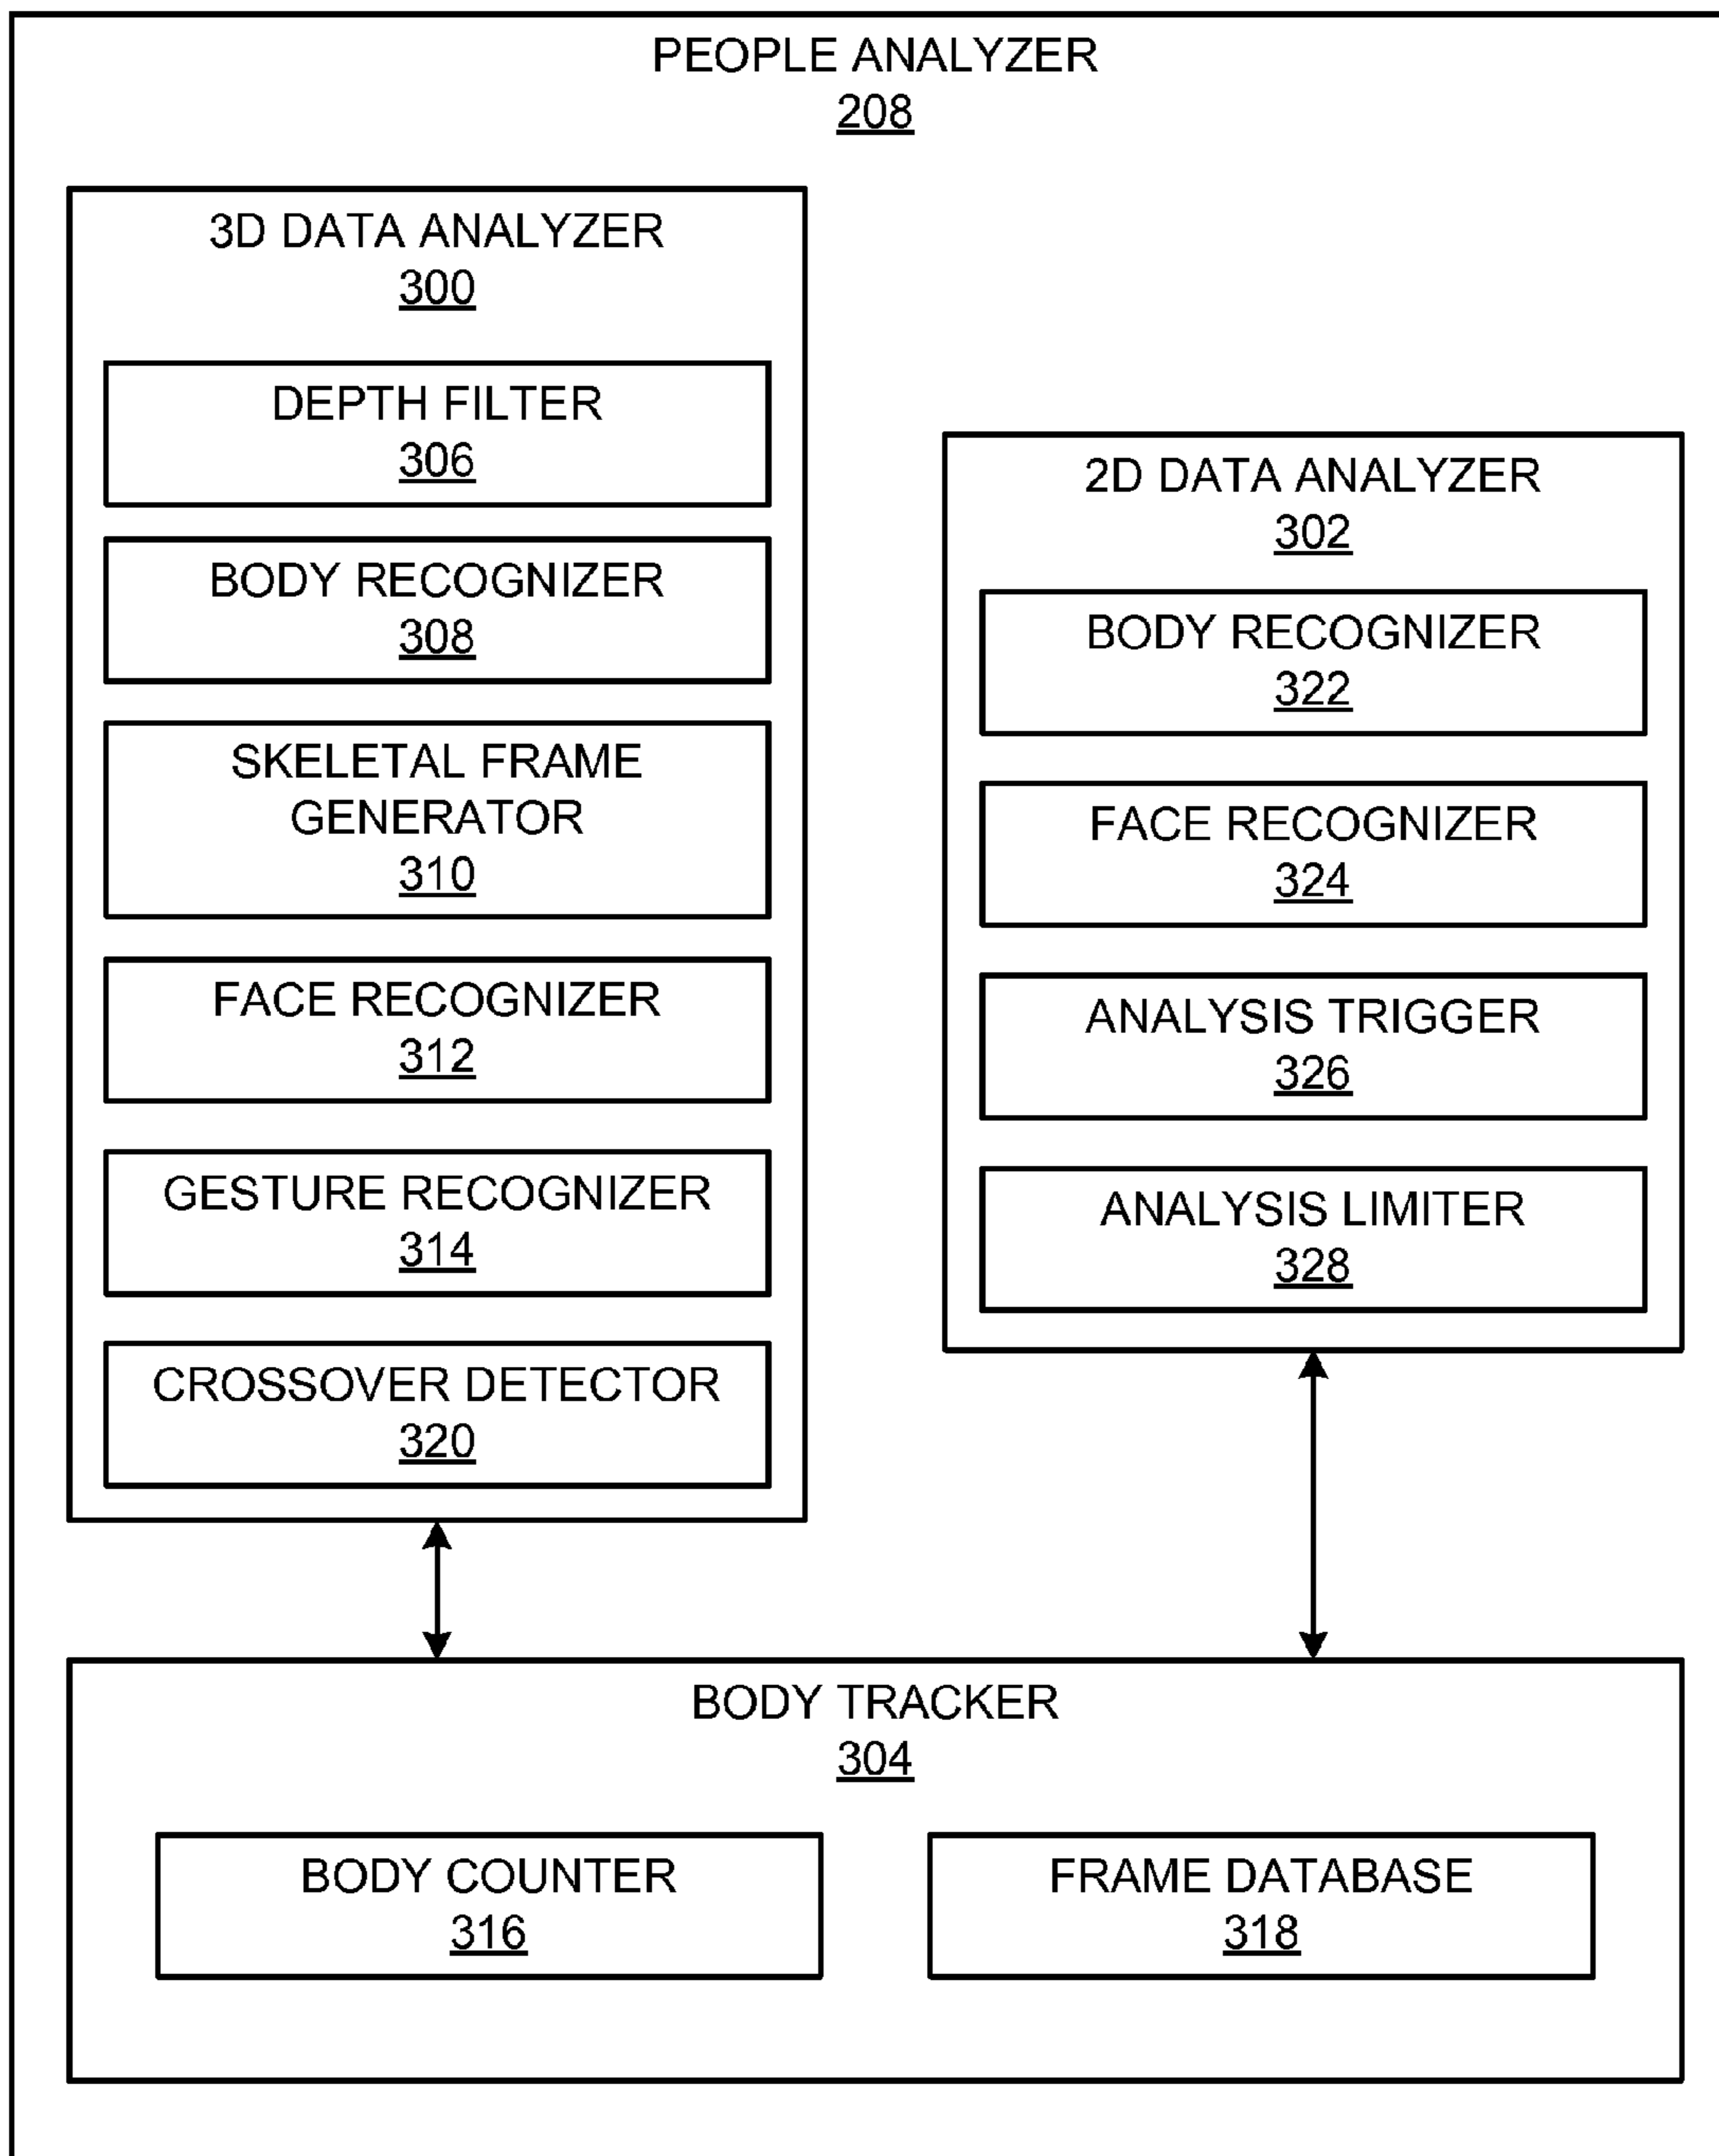 PEOPLE ANALYZER
208
3D DATA ANALYZER
300
DEPTH FILTER
306
BODY RECOGNIZER
308
SKELETAL FRAME
GENERATOR
310
FACE RECOGNIZER
312
GESTURE RECOGNIZER
314
CROSSOVER DETECTOR
320
2D DATA ANALYZER
302
BODY RECOGNIZER
322
FACE RECOGNIZER
324
ANALYSIS TRIGGER
326
ANALYSIS LIMITER
328
BODY TRACKER
304
BODY COUNTER
316
FRAME DATABASE
318